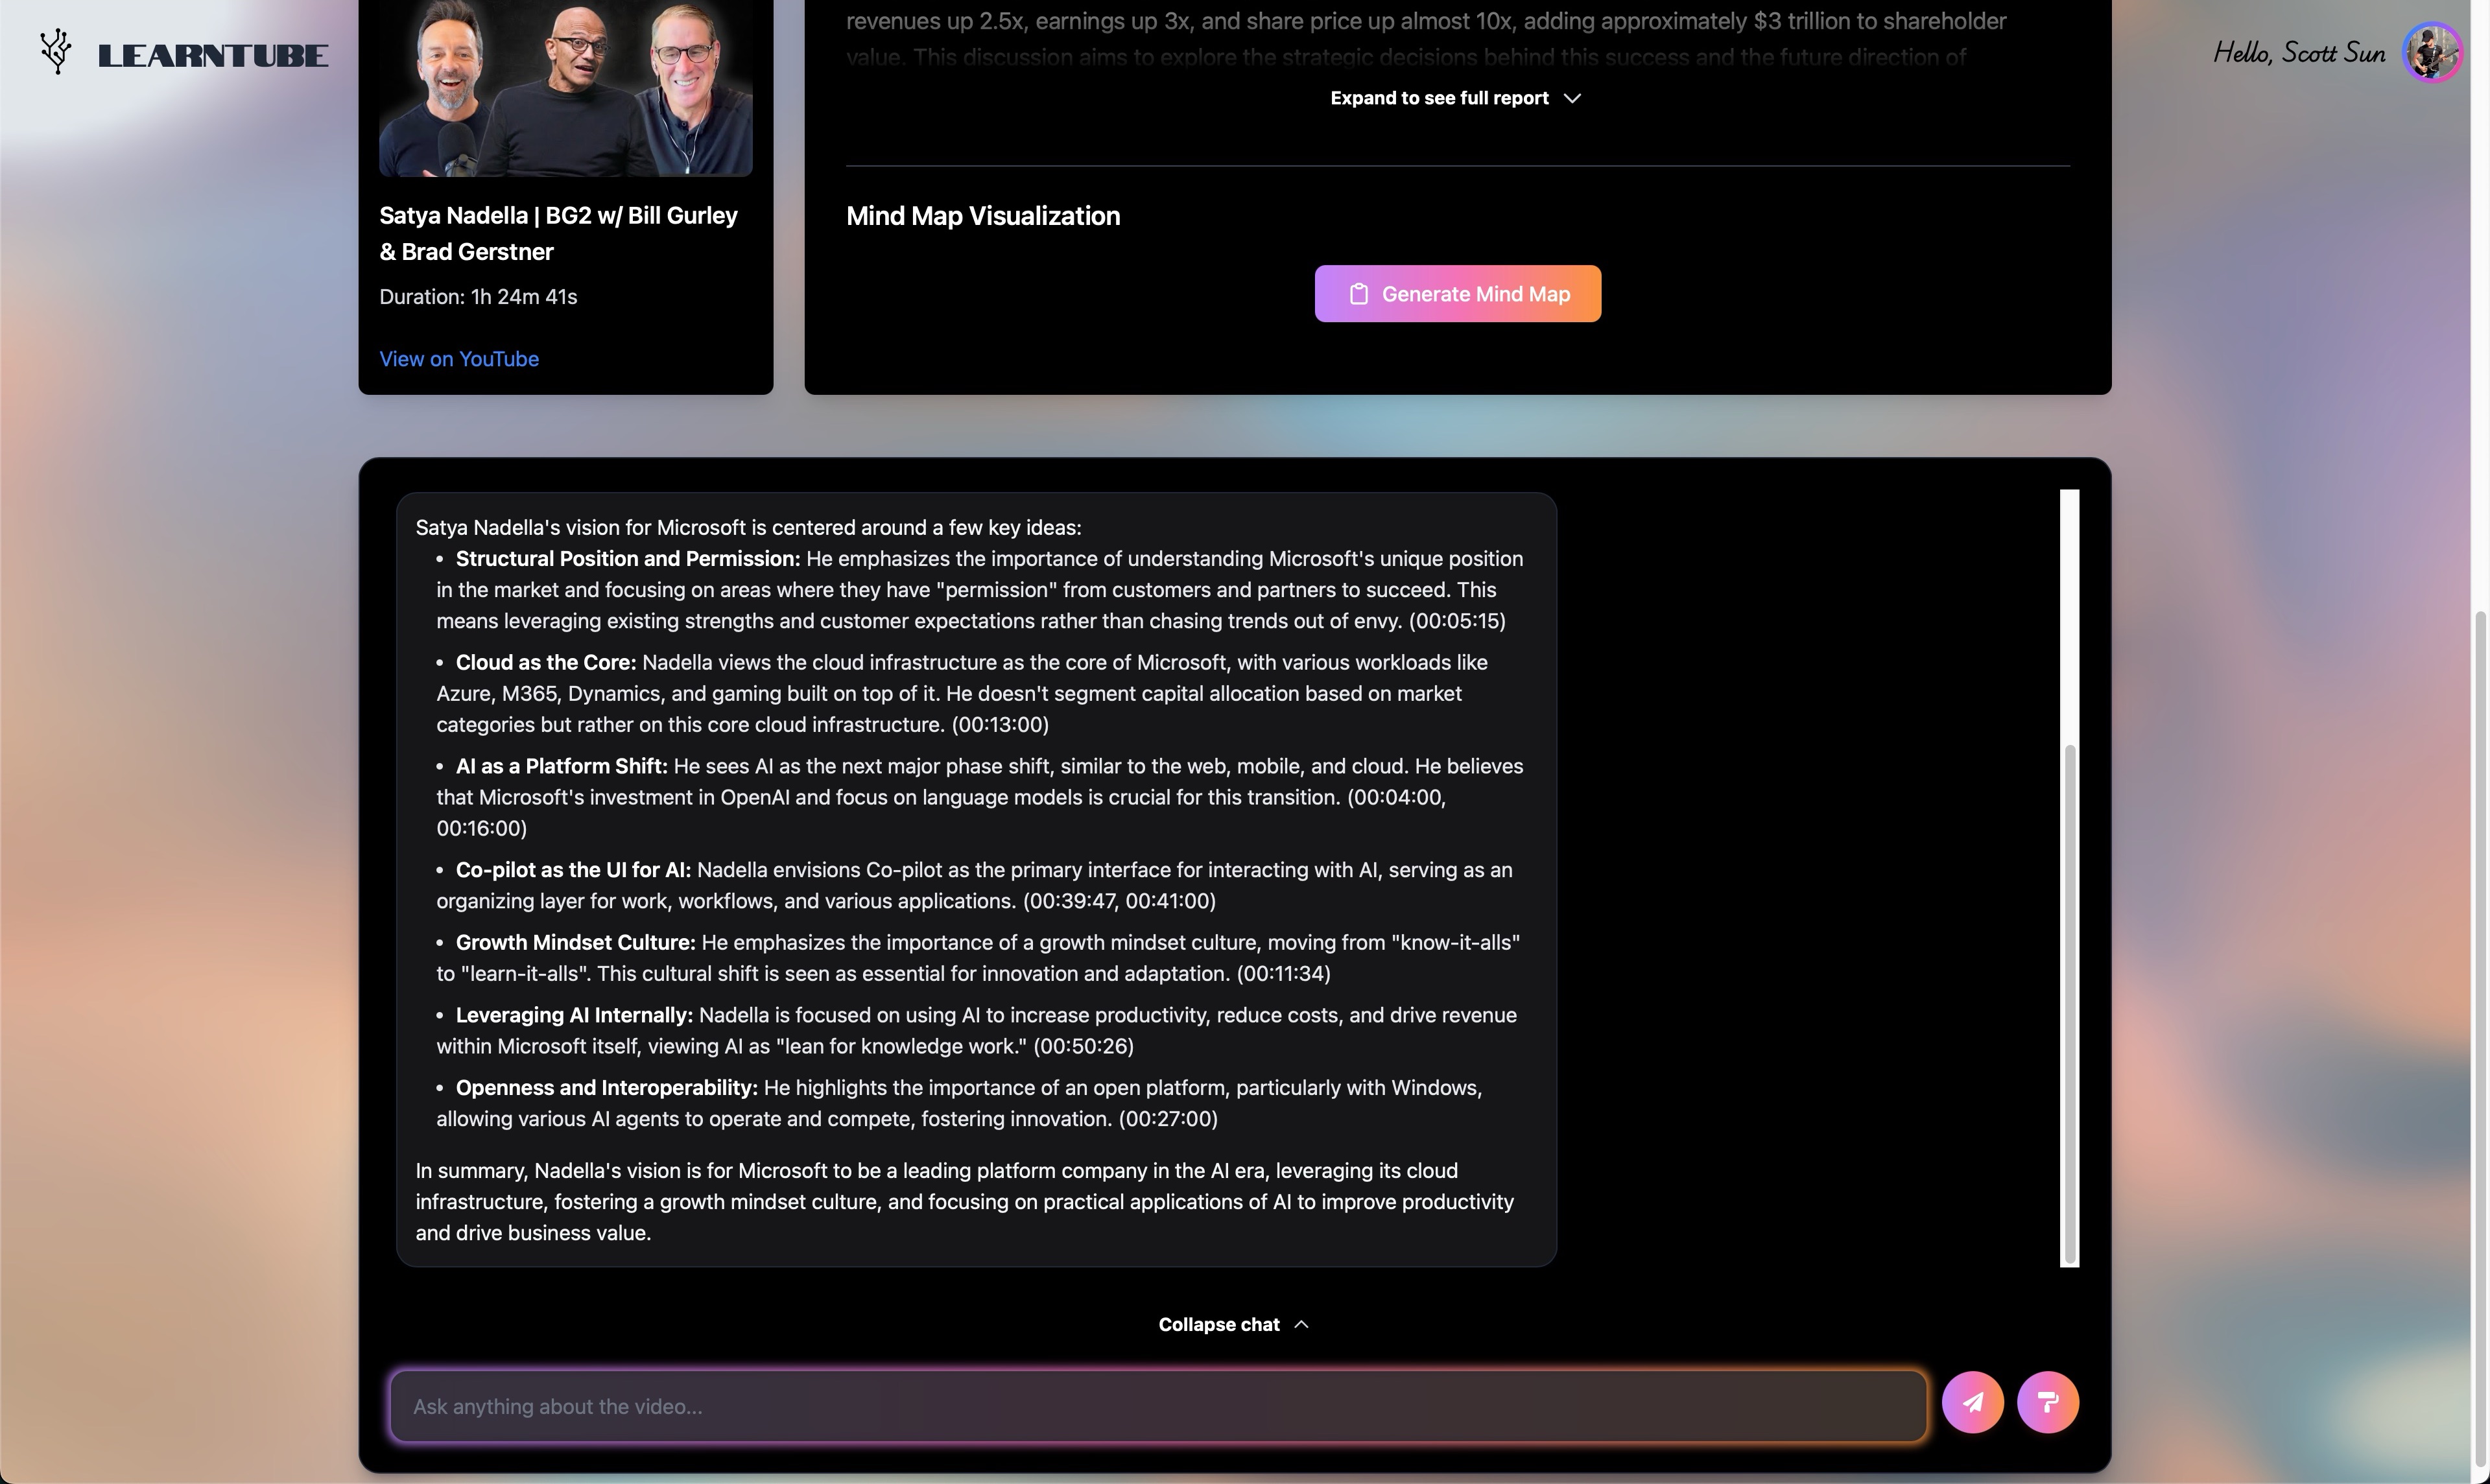 LEARNTUBE
Hello, Scott Sun
revenues up 2.5x, earnings up 3x, and share price up almost 10x, adding approximately $3 trillion to shareholder
value. This discussion aims to explore the strategic decisions behind this success and the future direction of
Expand to see full report
Satya Nadella | BG2 w/ Bill Gurley
& Brad Gerstner
Duration: 1h 24m 41s
View on YouTube
Mind Map Visualization
Generate Mind Map
Satya Nadella's vision for Microsoft is centered around a few key ideas:
• Structural Position and Permission: He emphasizes the importance of understanding Microsoft's unique position
in the market and focusing on areas where they have "permission" from customers and partners to succeed. This
means leveraging existing strengths and customer expectations rather than chasing trends out of envy. (00:05:15)
• Cloud as the Core: Nadella views the cloud infrastructure as the core of Microsoft, with various workloads like
Azure, M365, Dynamics, and gaming built on top of it. He doesn't segment capital allocation based on market
categories but rather on this core cloud infrastructure. (00:13:00)
• AI as a Platform Shift: He sees AI as the next major phase shift, similar to the web, mobile, and cloud. He believes
that Microsoft's investment in OpenAI and focus on language models is crucial for this transition. (00:04:00,
00:16:00)
• Co-pilot as the UI for AI: Nadella envisions Co-pilot as the primary interface for interacting with AI, serving as an
organizing layer for work, workflows, and various applications. (00:39:47, 00:41:00)
• Growth Mindset Culture: He emphasizes the importance of a growth mindset culture, moving from "know-it-alls"
to "learn-it-alls". This cultural shift is seen as essential for innovation and adaptation. (00:11:34)
• Leveraging AI Internally: Nadella is focused on using AI to increase productivity, reduce costs, and drive revenue
within Microsoft itself, viewing AI as "lean for knowledge work." (00:50:26)
• Openness and Interoperability: He highlights the importance of an open platform, particularly with Windows,
allowing various AI agents to operate and compete, fostering innovation. (00:27:00)
In summary, Nadella's vision is for Microsoft to be a leading platform company in the AI era, leveraging its cloud
infrastructure, fostering a growth mindset culture, and focusing on practical applications of AI to improve productivity
and drive business value.
Collapse chat
Ask anything about the video...